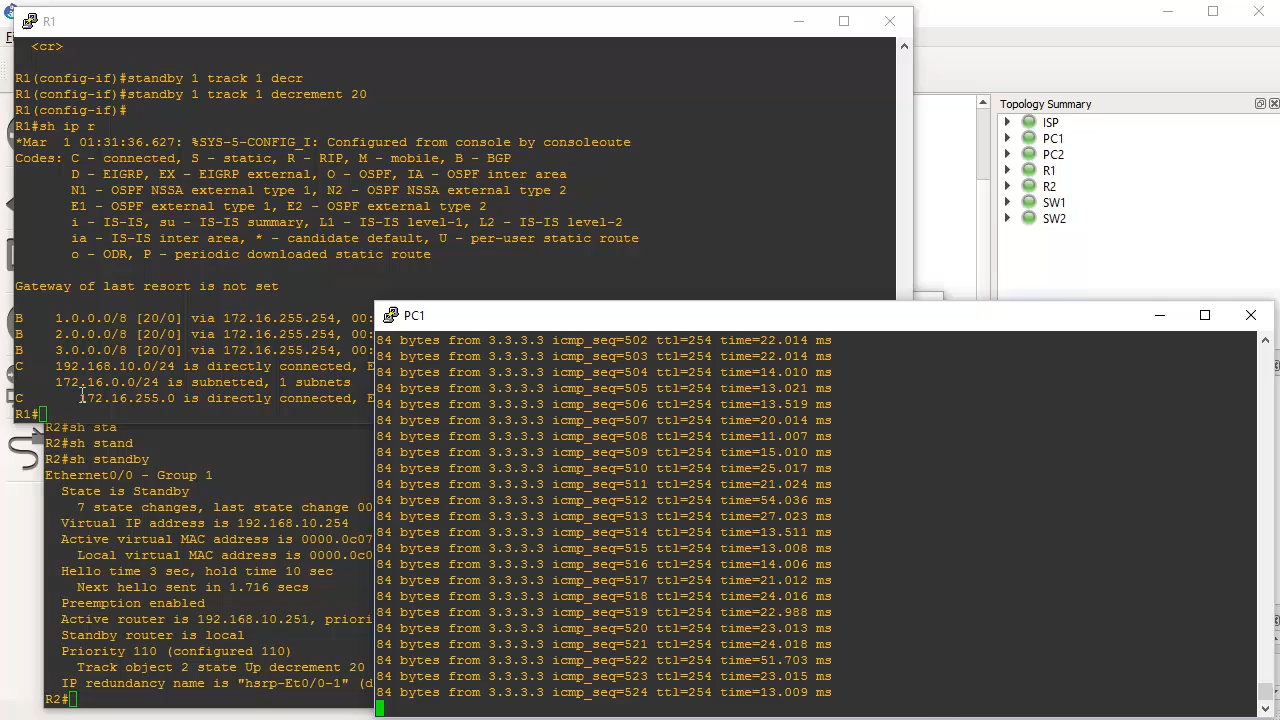 R1
<cr>
R1(config-if)#standby 1 track 1 decr
R1(config-if)#standby 1 track 1 decrement 20
R1(config-if)#
R1#sh ip r
*Mar  1 01:31:36.627: %SYS-5-CONFIG_I: Configured from console by consoleoute
Codes: C - connected, S - static, R - RIP, M - mobile, B - BGP
D - EIGRP, EX - EIGRP external, O - OSPF, IA - OSPF inter area
N1 - OSPF NSSA external type 1, N2 - OSPF NSSA external type 2
E1 - OSPF external type 1, E2 - OSPF external type 2
i - IS-IS, su - IS-IS summary, L1 - IS-IS level-1, L2 - IS-IS level-2
ia - IS-IS inter area, * - candidate default, U - per-user static route
o - ODR, P - periodic downloaded static route
Gateway of last resort is not set
B    1.0.0.0/8 [20/0] via 172.16.255.254, 00:
B    2.0.0.0/8 [20/0] via 172.16.255.254, 00:
B    3.0.0.0/8 [20/0] via 172.16.255.254, 00:
C    192.168.10.0/24 is directly connected, E
172.16.0.0/24 is subnetted, 1 subnets
C       172.16.255.0 is directly connected, E
R1#
R2#sh sta
R2#sh stand
R2#sh standby
Ethernet0/0 - Group 1
State is Standby
7 state changes, last state change 00
Virtual IP address is 192.168.10.254
Active virtual MAC address is 0000.0c07
Local virtual MAC address is 0000.0c0
Hello time 3 sec, hold time 10 sec
Next hello sent in 1.716 secs
Preemption enabled
Active router is 192.168.10.251, priori
Standby router is local
Priority 110 (configured 110)
Track object 2 state Up decrement 20
IP redundancy name is "hsrp-Et0/0-1" (d
R2#
PC1
84 bytes from 3.3.3.3 icmp_seq=502 ttl=254 time=22.014 ms
84 bytes from 3.3.3.3 icmp_seq=503 ttl=254 time=22.014 ms
84 bytes from 3.3.3.3 icmp_seq=504 ttl=254 time=14.010 ms
84 bytes from 3.3.3.3 icmp_seq=505 ttl=254 time=13.021 ms
84 bytes from 3.3.3.3 icmp_seq=506 ttl=254 time=13.519 ms
84 bytes from 3.3.3.3 icmp_seq=507 ttl=254 time=20.014 ms
84 bytes from 3.3.3.3 icmp_seq=508 ttl=254 time=11.007 ms
84 bytes from 3.3.3.3 icmp_seq=509 ttl=254 time=15.010 ms
84 bytes from 3.3.3.3 icmp_seq=510 ttl=254 time=25.017 ms
84 bytes from 3.3.3.3 icmp_seq=511 ttl=254 time=21.024 ms
84 bytes from 3.3.3.3 icmp_seq=512 ttl=254 time=54.036 ms
84 bytes from 3.3.3.3 icmp_seq=513 ttl=254 time=27.023 ms
84 bytes from 3.3.3.3 icmp_seq=514 ttl=254 time=13.511 ms
84 bytes from 3.3.3.3 icmp_seq=515 ttl=254 time=13.008 ms
84 bytes from 3.3.3.3 icmp_seq=516 ttl=254 time=14.006 ms
84 bytes from 3.3.3.3 icmp_seq=517 ttl=254 time=21.012 ms
84 bytes from 3.3.3.3 icmp_seq=518 ttl=254 time=24.016 ms
84 bytes from 3.3.3.3 icmp_seq=519 ttl=254 time=22.988 ms
84 bytes from 3.3.3.3 icmp_seq=520 ttl=254 time=23.013 ms
84 bytes from 3.3.3.3 icmp_seq=521 ttl=254 time=24.018 ms
84 bytes from 3.3.3.3 icmp_seq=522 ttl=254 time=51.703 ms
84 bytes from 3.3.3.3 icmp_seq=523 ttl=254 time=23.015 ms
84 bytes from 3.3.3.3 icmp_seq=524 ttl=254 time=13.009 ms
Topology Summary
ISP
PC1
PC2
R1
R2
SW1
SW2